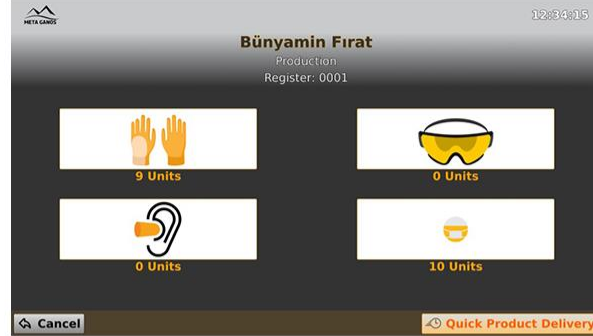 META GANOS
12:34:15
Bünyamin Fırat
Production
Register: 0001
9 Units
0 Units
0 Units
10 Units
Cancel
Quick Product Delivery